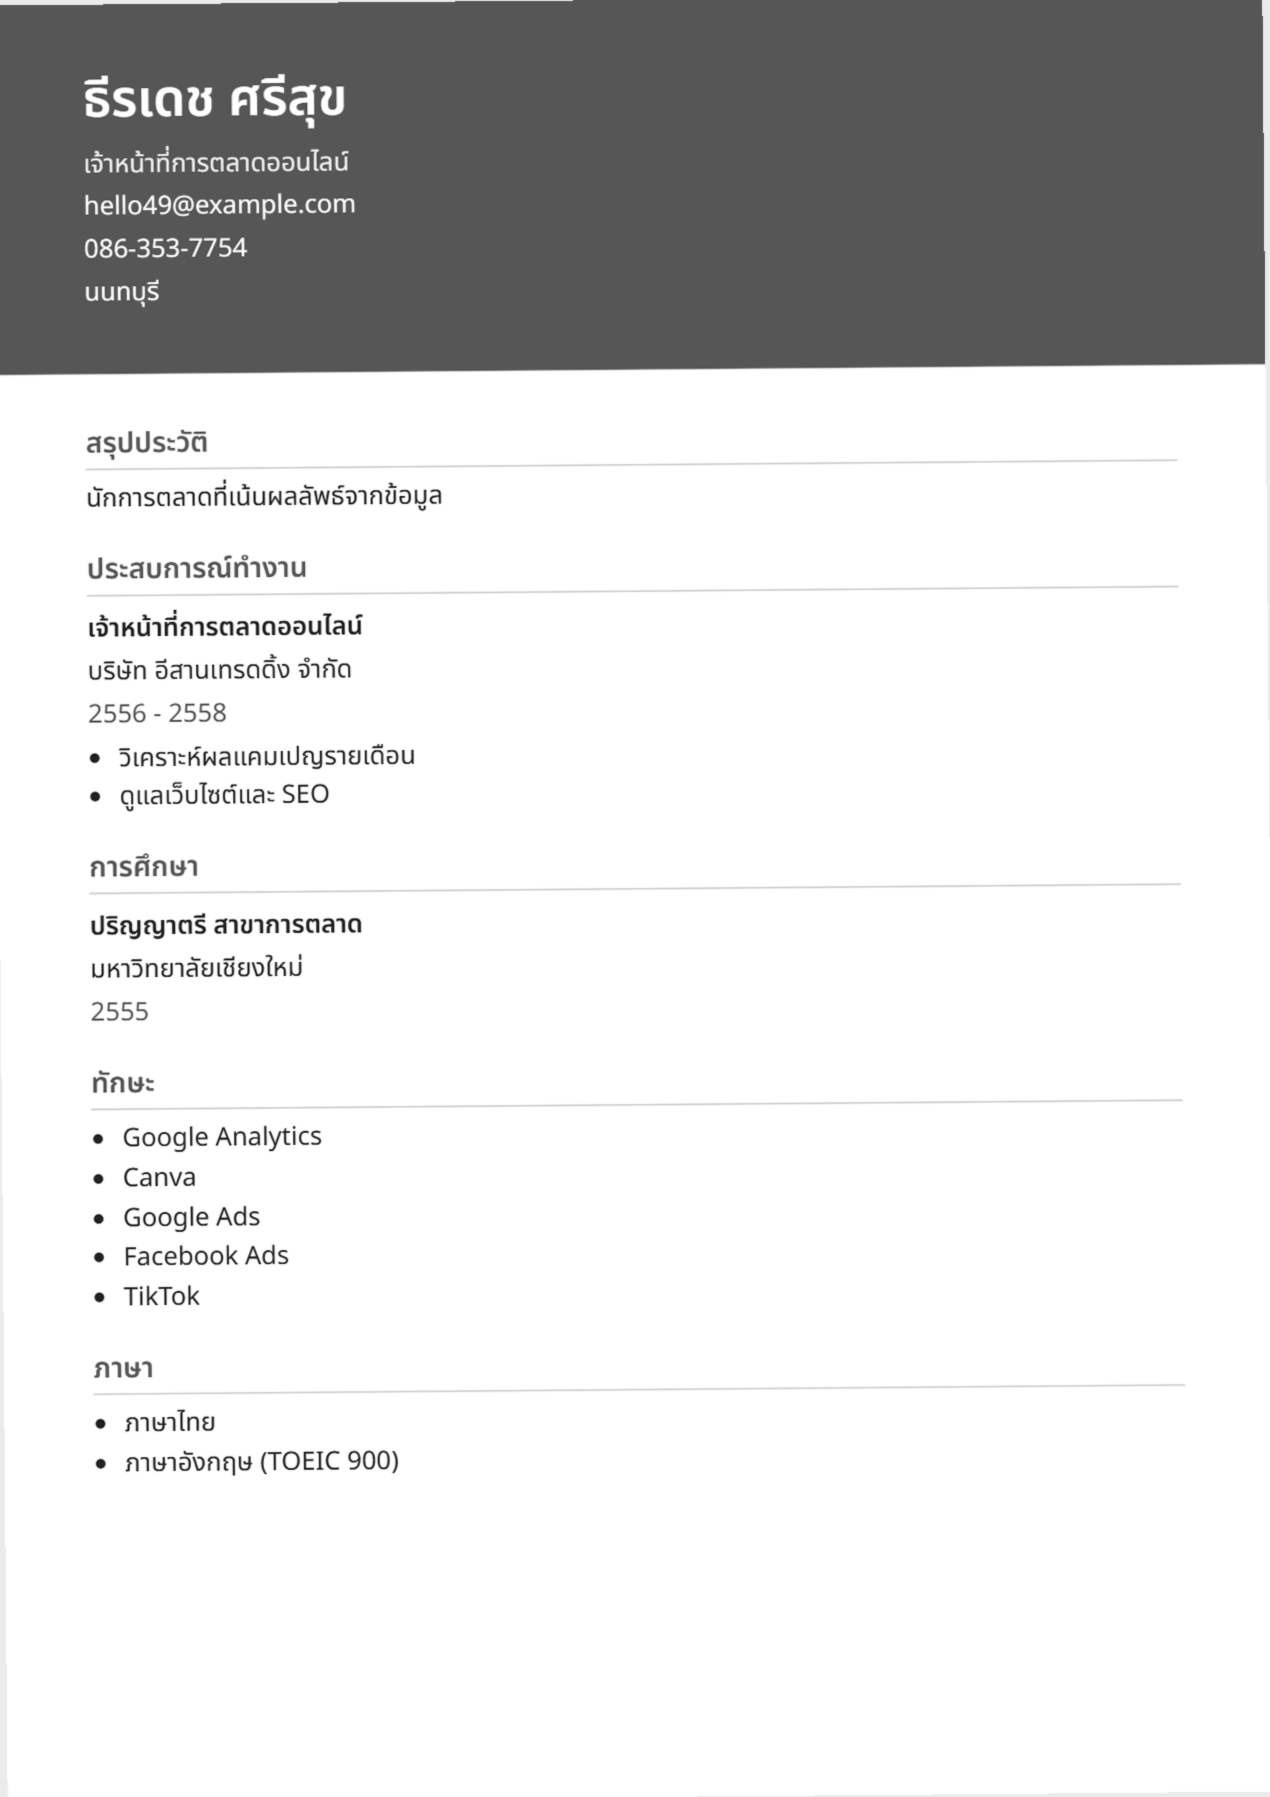 ธีรเดช ศรีสุข
เจ้าหน้าที่การตลาดออนไลน์
hello49@example.com
086-353-7754
นนทบุรี
สรุปประวัติ
นักการตลาดที่เน้นผลลัพธ์จากข้อมูล
ประสบการณ์ทำงาน
เจ้าหน้าที่การตลาดออนไลน์
บริษัท อีสานเทรดดิ้ง จำกัด
2556 - 2558
• วิเคราะห์ผลแคมเปญรายเดือน
• ดูแลเว็บไซต์และ SEO
การศึกษา
ปริญญาตรี สาขาการตลาด
มหาวิทยาลัยเชียงใหม่
2555
ทักษะ
• Google Analytics
• Canva
• Google Ads
• Facebook Ads
• TikTok
ภาษา
• ภาษาไทย
• ภาษาอังกฤษ (TOEIC 900)